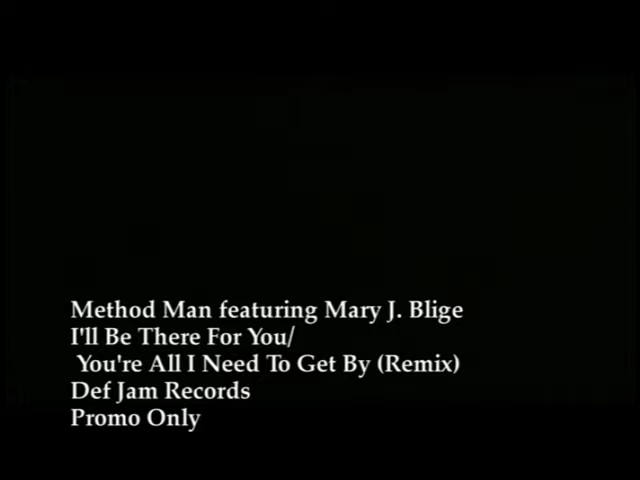 Method Man featuring Mary J. Blige
I'll Be There For You/
You're All I Need To Get By (Remix)
Def Jam Records
Promo Only